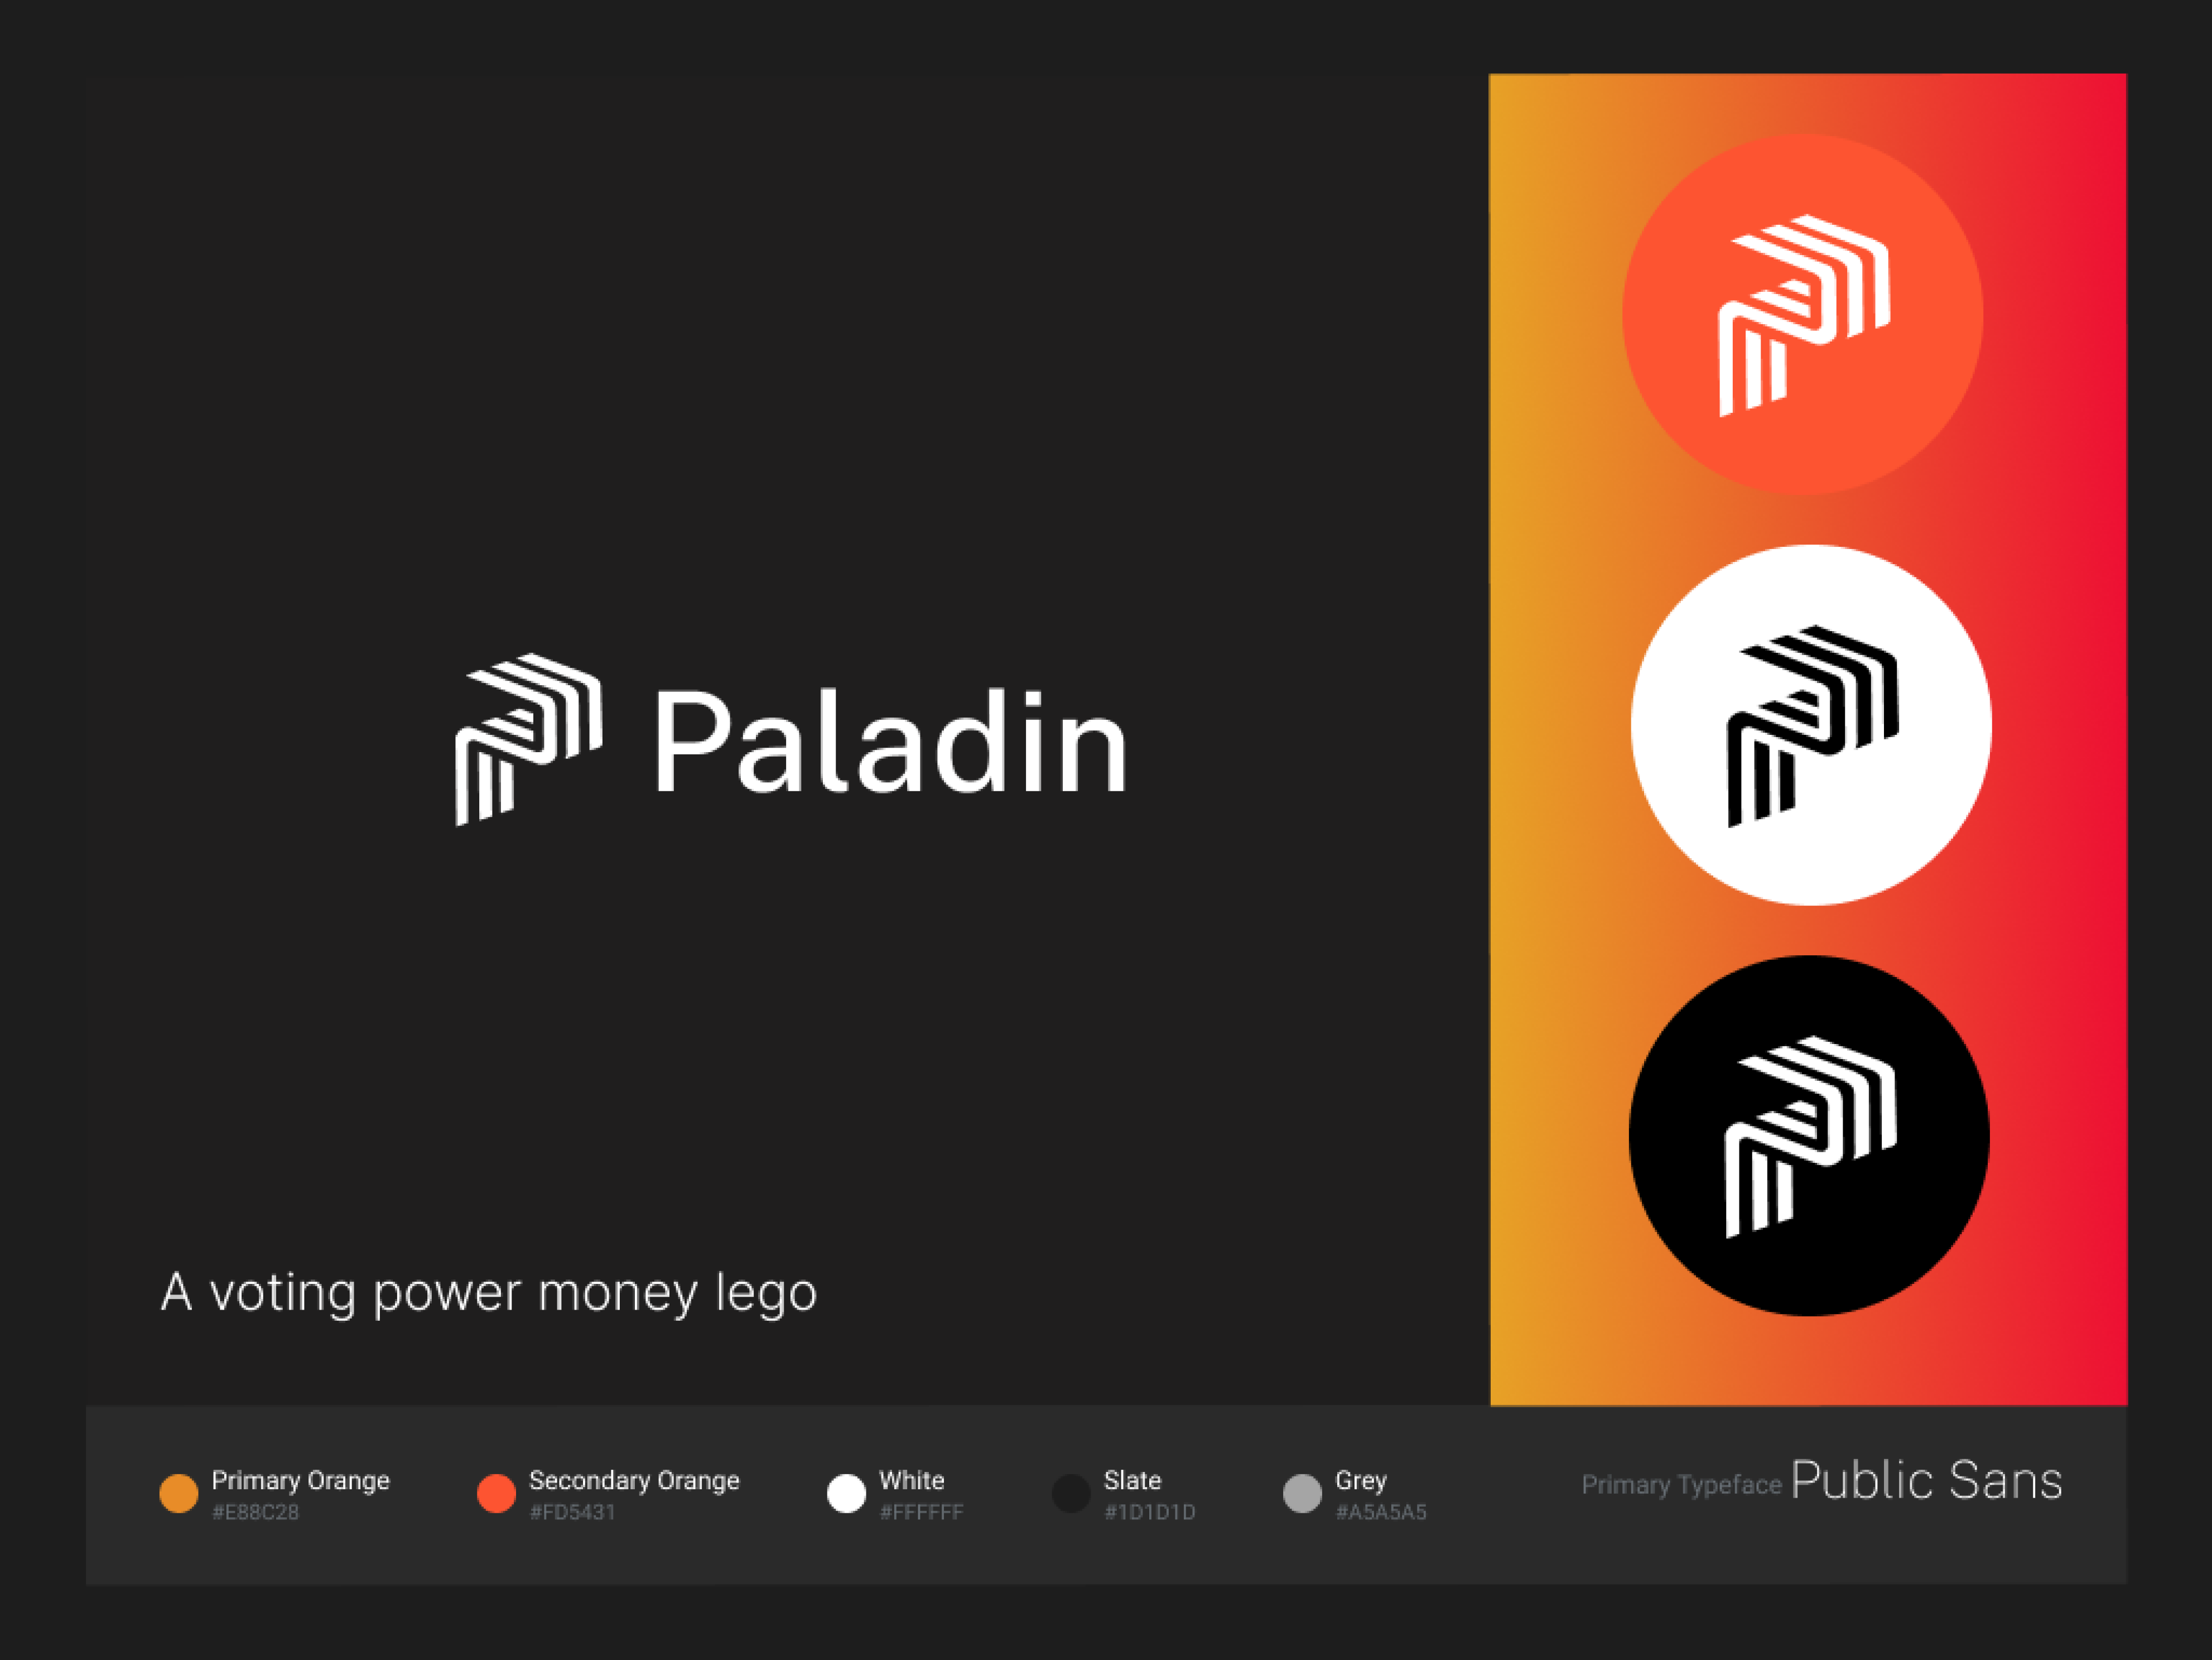 Paladin
A voting power money lego
Primary Orange
#E88C28
Secondary Orange
#FD5431
White
#FFFFFF
Slate
#1D1D1D
Grey
#A5A5A5
Primary Typeface Public Sans